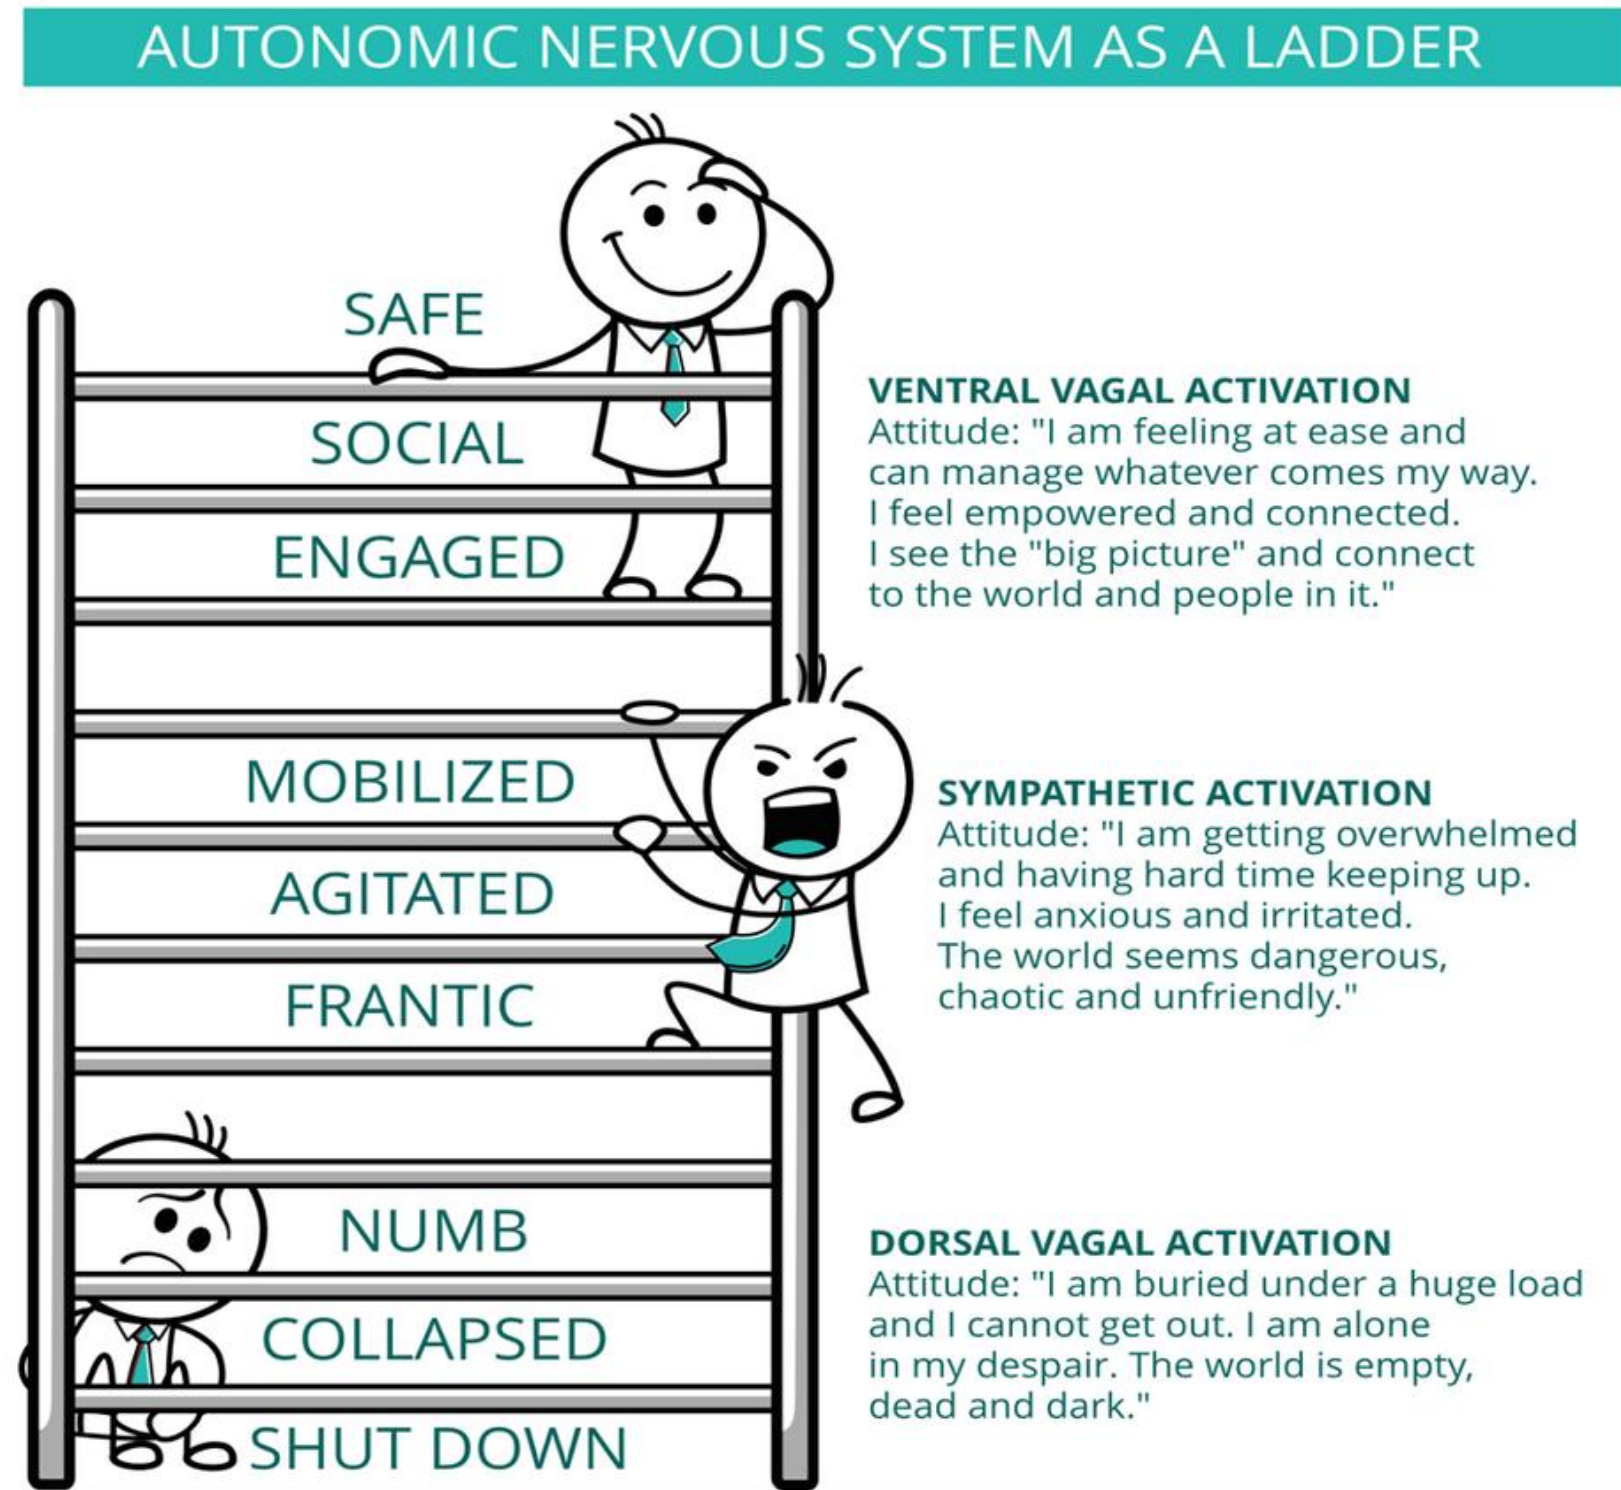 AUTONOMIC NERVOUS SYSTEM AS A LADDER
SAFE
SOCIAL
ENGAGED
VENTRAL VAGAL ACTIVATION
Attitude: "I am feeling at ease and
can manage whatever comes my way.
I feel empowered and connected.
I see the "big picture" and connect
to the world and people in it."
MOBILIZED
AGITATED
FRANTIC
SYMPATHETIC ACTIVATION
Attitude: "I am getting overwhelmed
and having hard time keeping up.
I feel anxious and irritated.
The world seems dangerous,
chaotic and unfriendly."
NUMB
COLLAPSED
SHUT DOWN
DORSAL VAGAL ACTIVATION
Attitude: "I am buried under a huge load
and I cannot get out. I am alone
in my despair. The world is empty,
dead and dark."